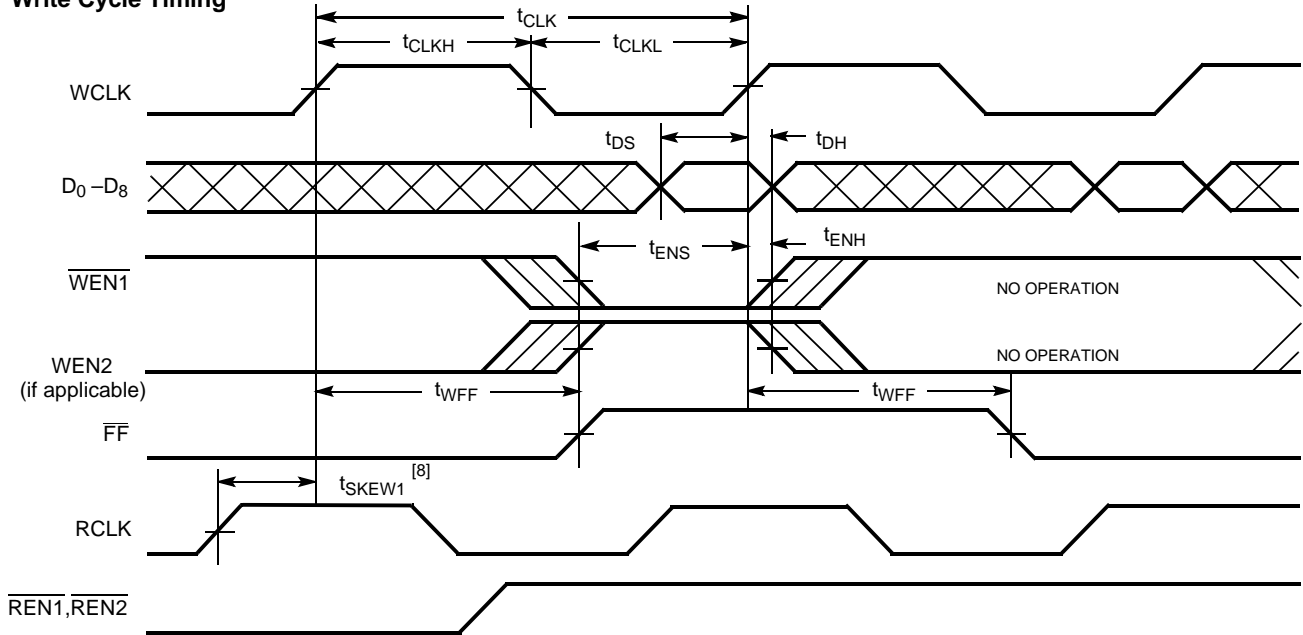 Write Cycle Timing
tCLK
tCLKH
tCLKL
WCLK
tDS
tDH
D0 –D8
tENS
tENH
WEN1
NO OPERATION
WEN2
(if applicable)
NO OPERATION
tWFF
tWFF
FF
tSKEW1 [8]
RCLK
REN1,REN2